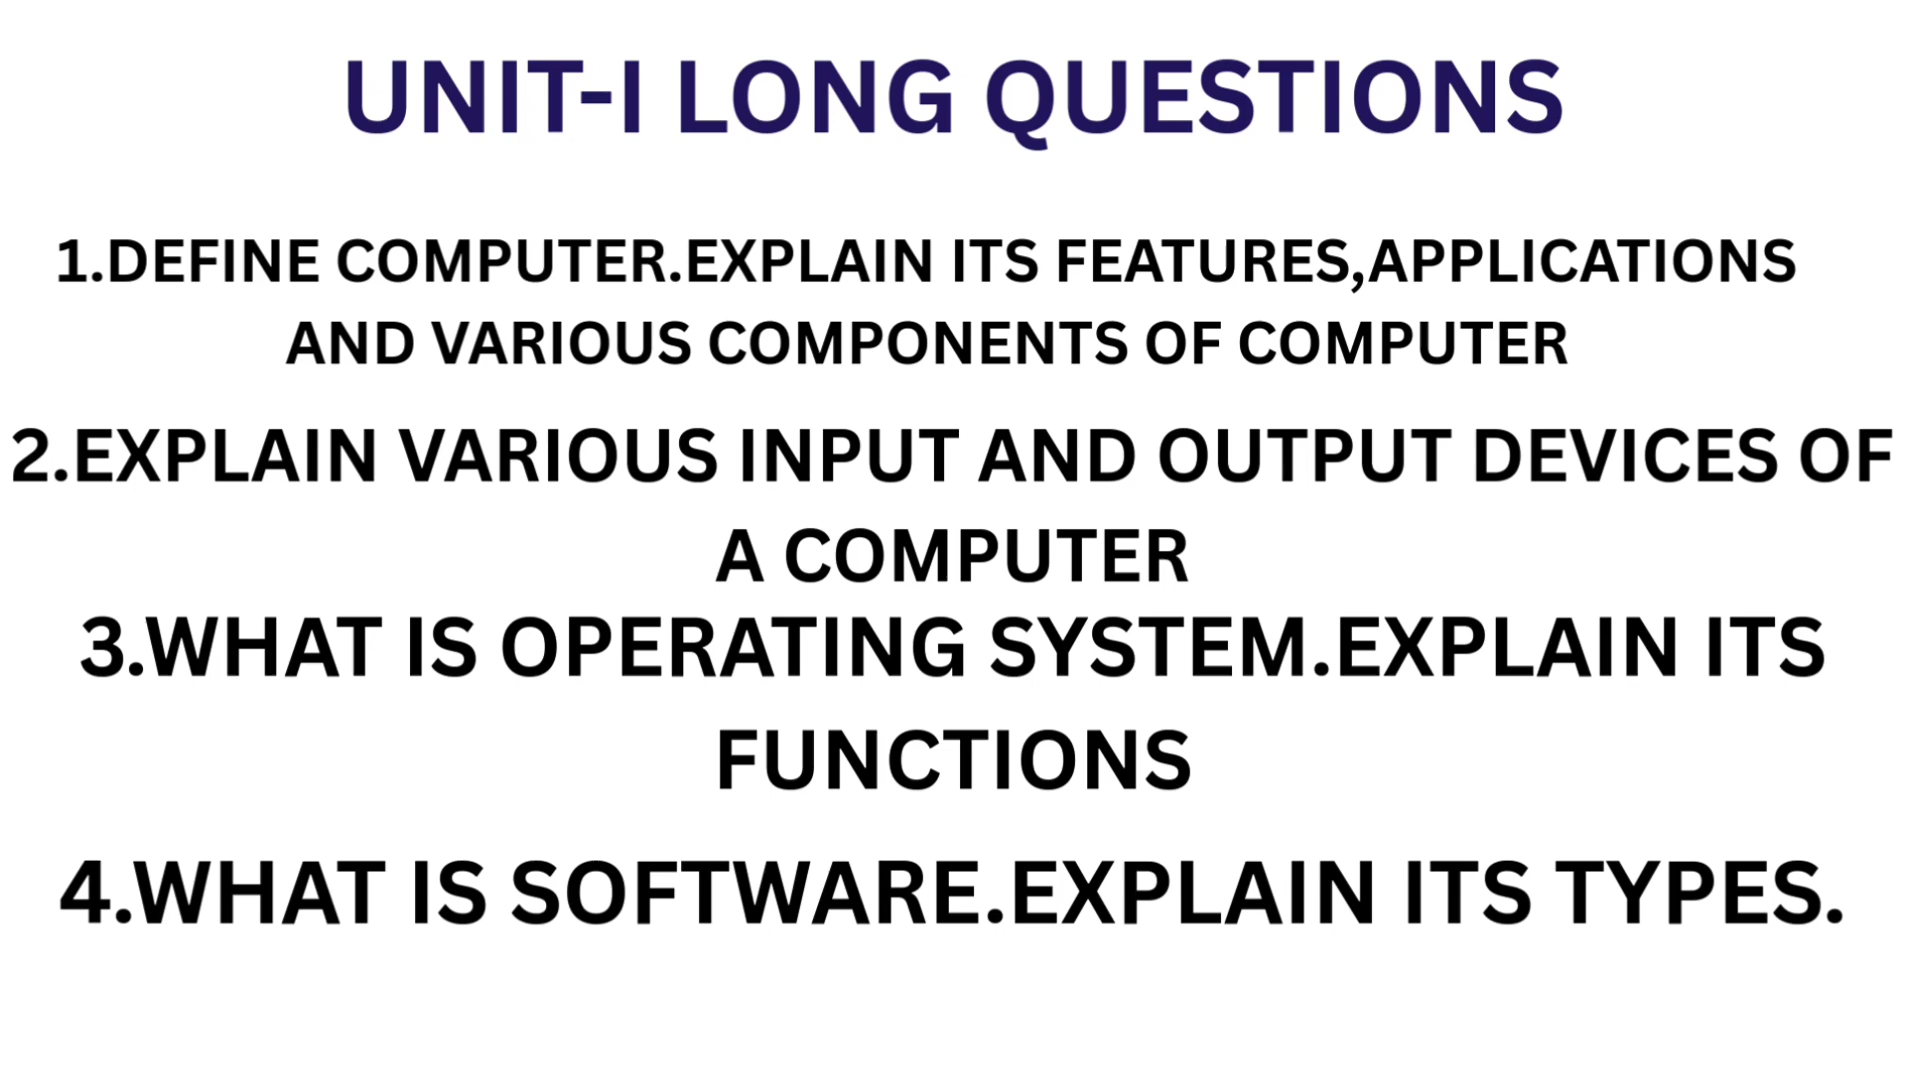 UNIT-I LONG QUESTIONS
1.DEFINE COMPUTER.EXPLAIN ITS FEATURES,APPLICATIONS
AND VARIOUS COMPONENTS OF COMPUTER
2.EXPLAIN VARIOUS INPUT AND OUTPUT DEVICES OF
A COMPUTER
3.WHAT IS OPERATING SYSTEM.EXPLAIN ITS
FUNCTIONS
4.WHAT IS SOFTWARE.EXPLAIN ITS TYPES.